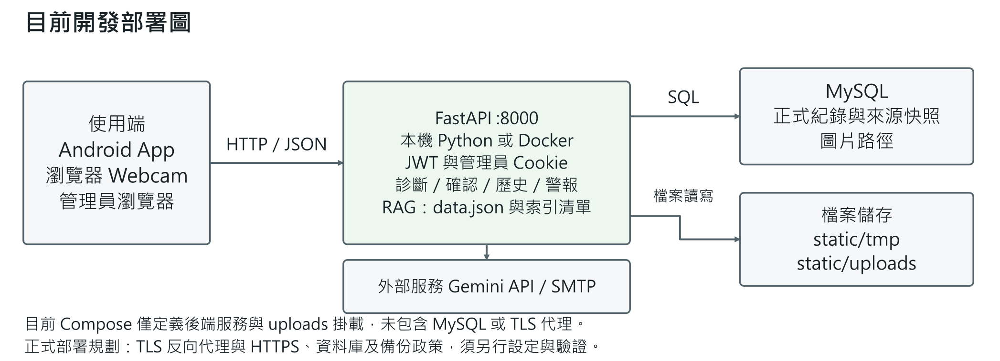 目前開發部署圖
使用端
Android App
瀏覽器 Webcam
管理員瀏覽器
HTTP / JSON
FastAPI :8000
本機 Python 或 Docker
JWT 與管理員 Cookie
診斷 / 確認 / 歷史 / 警報
RAG：data.json 與索引清單
SQL
MySQL
正式紀錄與來源快照
圖片路徑
檔案讀寫
檔案儲存
static/tmp
static/uploads
外部服務 Gemini API / SMTP
目前 Compose 僅定義後端服務與 uploads 掛載，未包含 MySQL 或 TLS 代理。
正式部署規劃：TLS 反向代理與 HTTPS、資料庫及備份政策，須另行設定與驗證。